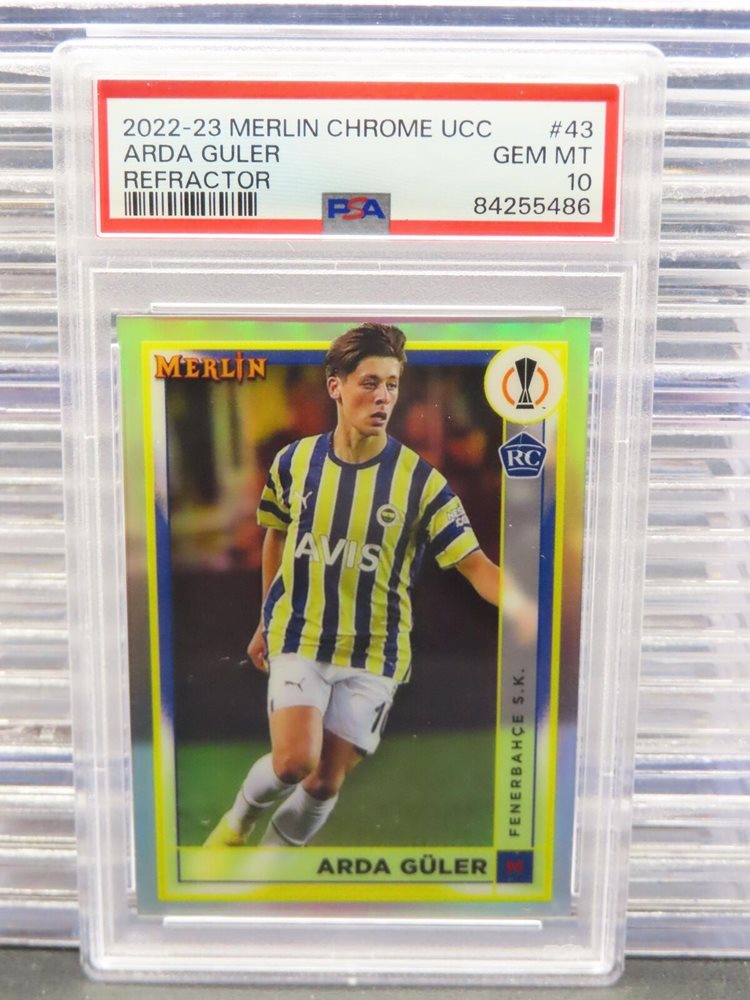 2022-23 MERLIN CHROME UCC #43
ARDA GULER GEM MT
REFRACTOR 10
PSA 84255486
MERLIN
RC
AVIS
10
FENERBAHÇE S.K.
ARDA GÜLER